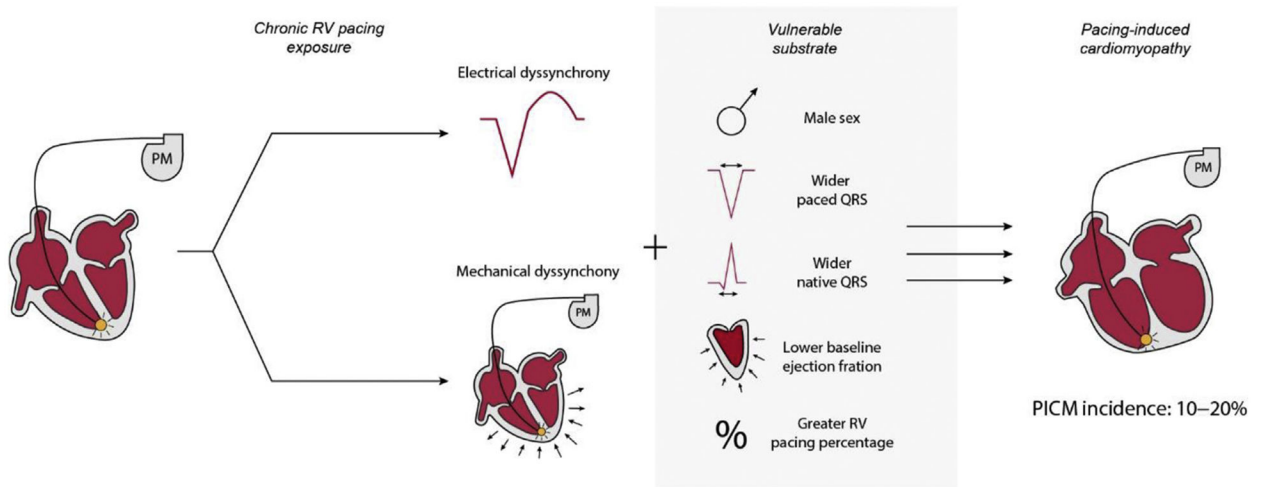 Chronic RV pacing
exposure
Electrical dyssynchrony
PM
Mechanical dyssynchony
PM
+
Vulnerable
substrate
Male sex
Wider
paced QRS
Wider
native QRS
Lower baseline
ejection fration
%
Greater RV
pacing percentage
Pacing-induced
cardiomyopathy
PM
PICM incidence: 10–20%